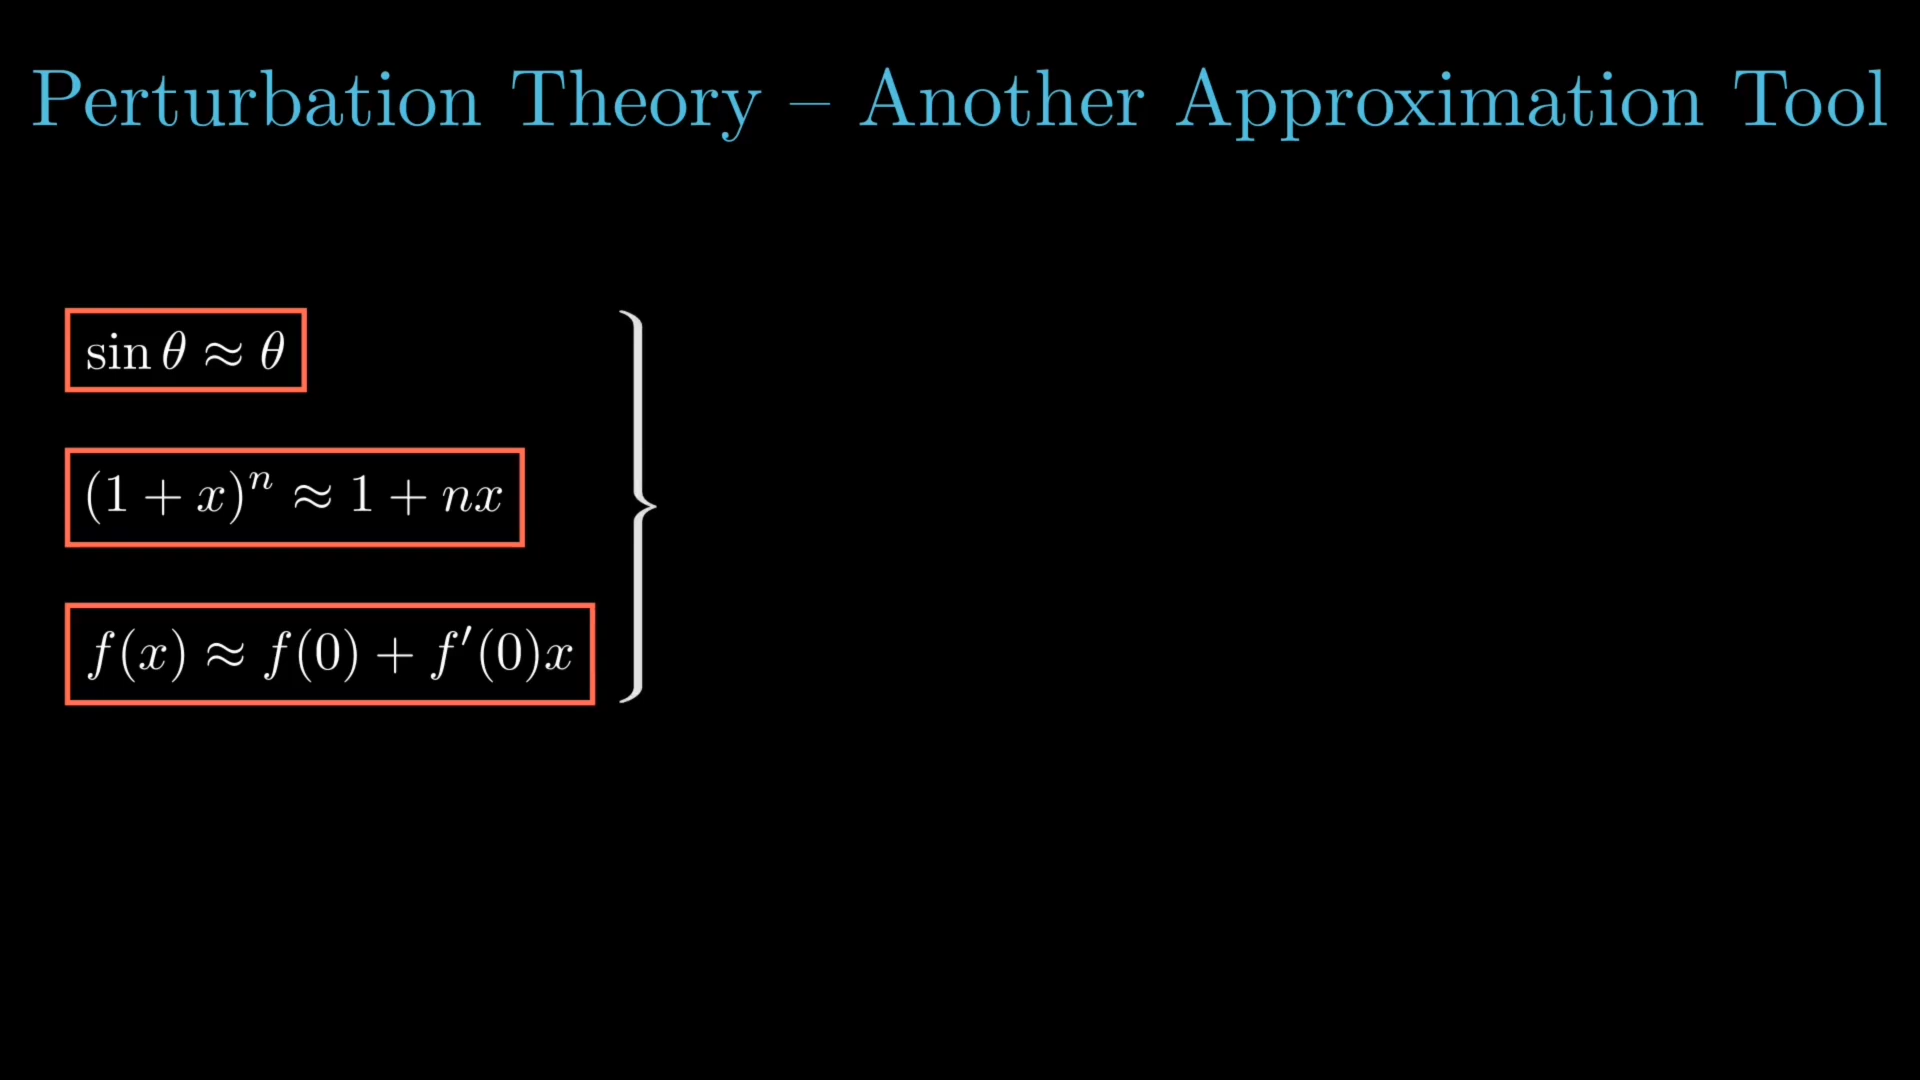 Perturbation Theory – Another Approximation Tool
sin θ ≈ θ
(1 + x)ⁿ ≈ 1 + nx
f(x) ≈ f(0) + f′(0)x